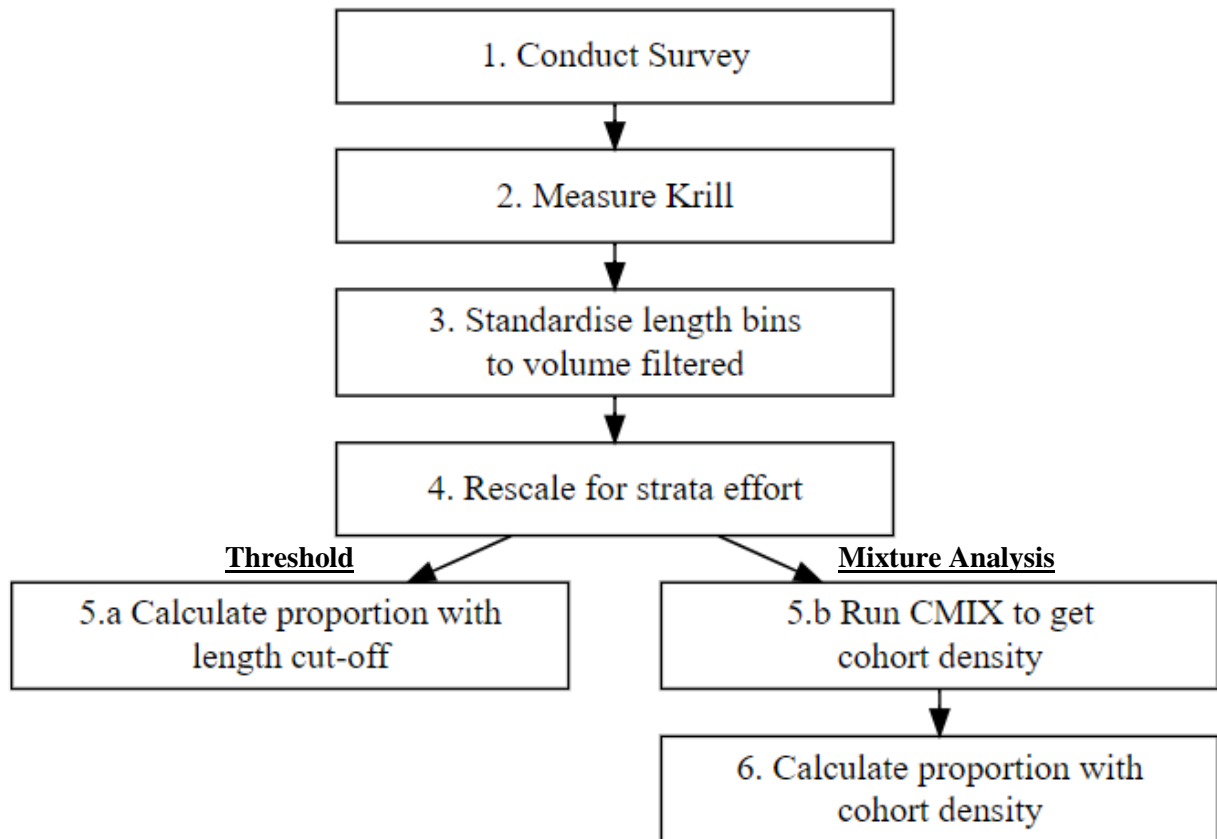 1. Conduct Survey
2. Measure Krill
3. Standardise length bins
to volume filtered
4. Rescale for strata effort
Threshold
Mixture Analysis
5.a Calculate proportion with
length cut-off
5.b Run CMIX to get
cohort density
6. Calculate proportion with
cohort density